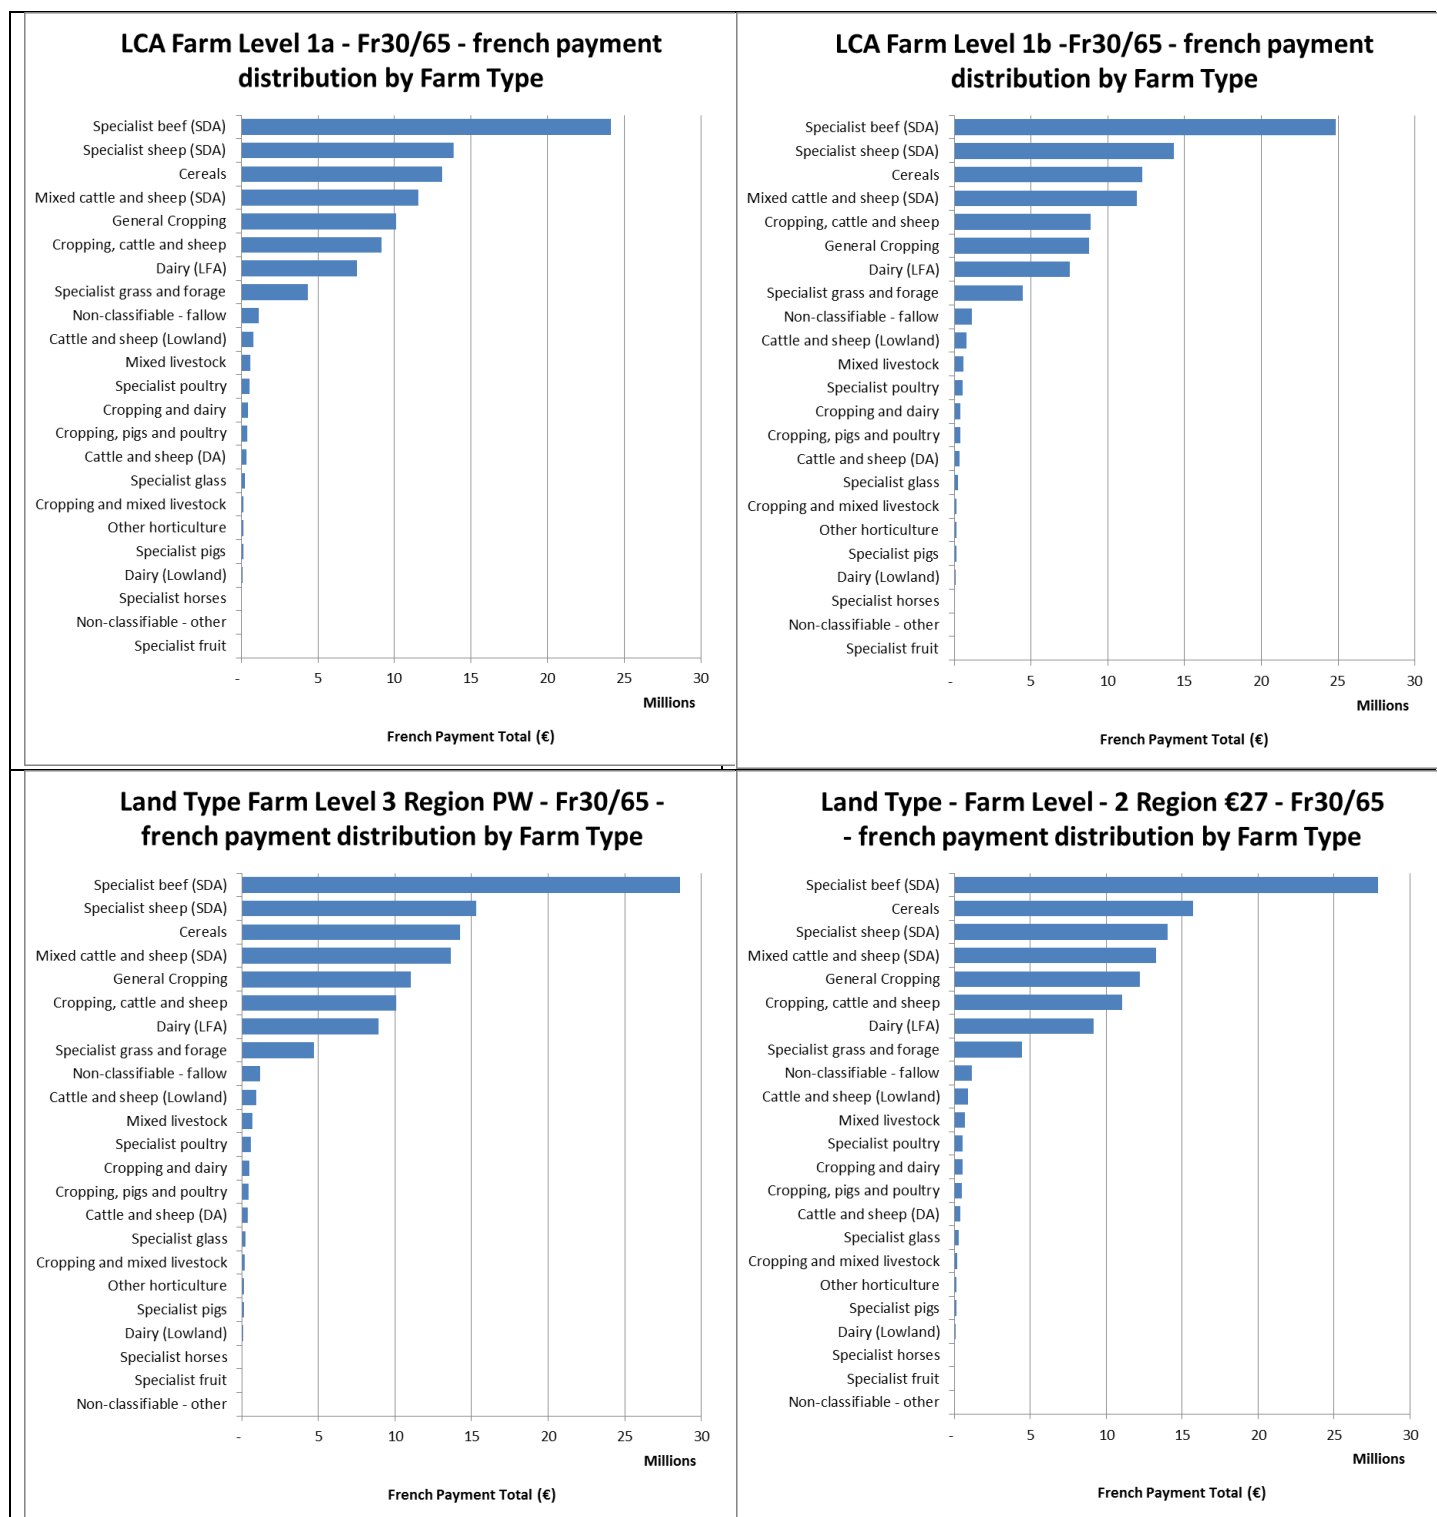 LCA Farm Level 1a - Fr30/65 - french payment
distribution by Farm Type
Specialist beef (SDA)
Specialist sheep (SDA)
Cereals
Mixed cattle and sheep (SDA)
General Cropping
Cropping, cattle and sheep
Dairy (LFA)
Specialist grass and forage
Non-classifiable - fallow
Cattle and sheep (Lowland)
Mixed livestock
Specialist poultry
Cropping and dairy
Cropping, pigs and poultry
Cattle and sheep (DA)
Specialist glass
Cropping and mixed livestock
Other horticulture
Specialist pigs
Dairy (Lowland)
Specialist horses
Non-classifiable - other
Specialist fruit
- 5 10 15 20 25 30
Millions
French Payment Total (€)
LCA Farm Level 1b -Fr30/65 - french payment
distribution by Farm Type
Specialist beef (SDA)
Specialist sheep (SDA)
Cereals
Mixed cattle and sheep (SDA)
Cropping, cattle and sheep
General Cropping
Dairy (LFA)
Specialist grass and forage
Non-classifiable - fallow
Cattle and sheep (Lowland)
Mixed livestock
Specialist poultry
Cropping and dairy
Cropping, pigs and poultry
Cattle and sheep (DA)
Specialist glass
Cropping and mixed livestock
Other horticulture
Specialist pigs
Dairy (Lowland)
Specialist horses
Non-classifiable - other
Specialist fruit
- 5 10 15 20 25 30
Millions
French Payment Total (€)
Land Type Farm Level 3 Region PW - Fr30/65 -
french payment distribution by Farm Type
Specialist beef (SDA)
Specialist sheep (SDA)
Cereals
Mixed cattle and sheep (SDA)
General Cropping
Cropping, cattle and sheep
Dairy (LFA)
Specialist grass and forage
Non-classifiable - fallow
Cattle and sheep (Lowland)
Mixed livestock
Specialist poultry
Cropping and dairy
Cropping, pigs and poultry
Cattle and sheep (DA)
Specialist glass
Cropping and mixed livestock
Other horticulture
Specialist pigs
Dairy (Lowland)
Specialist horses
Specialist fruit
Non-classifiable - other
- 5 10 15 20 25 30
Millions
French Payment Total (€)
Land Type - Farm Level - 2 Region €27 - Fr30/65
- french payment distribution by Farm Type
Specialist beef (SDA)
Cereals
Specialist sheep (SDA)
Mixed cattle and sheep (SDA)
General Cropping
Cropping, cattle and sheep
Dairy (LFA)
Specialist grass and forage
Non-classifiable - fallow
Cattle and sheep (Lowland)
Mixed livestock
Specialist poultry
Cropping and dairy
Cropping, pigs and poultry
Cattle and sheep (DA)
Specialist glass
Cropping and mixed livestock
Other horticulture
Specialist pigs
Dairy (Lowland)
Specialist horses
Specialist fruit
Non-classifiable - other
- 5 10 15 20 25 30
Millions
French Payment Total (€)